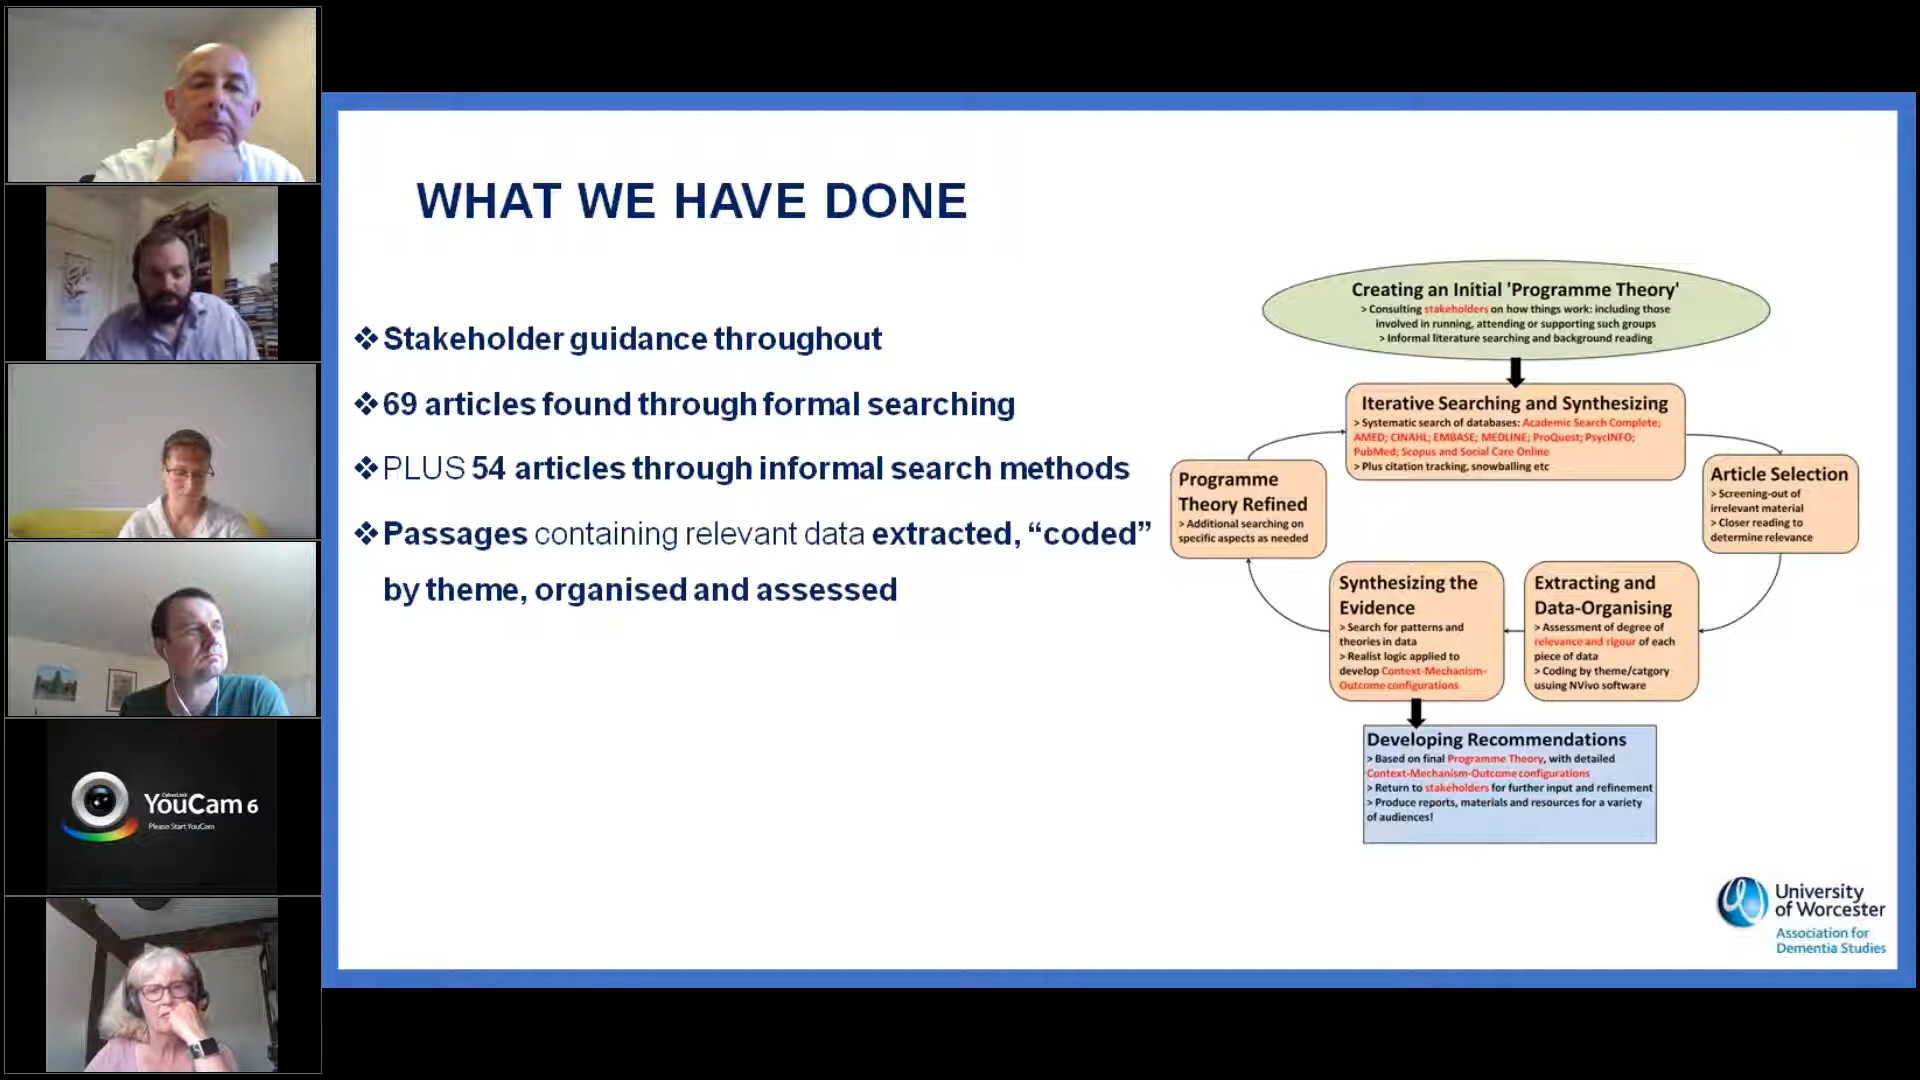 WHAT WE HAVE DONE
❖Stakeholder guidance throughout
❖69 articles found through formal searching
❖PLUS 54 articles through informal search methods
❖Passages containing relevant data extracted, “coded”
by theme, organised and assessed
Creating an Initial 'Programme Theory'
> Consulting stakeholders on how things work: including those
involved in running, attending or supporting such groups
> Informal literature searching and background reading
Iterative Searching and Synthesizing
> Systematic search of databases: Academic Search Complete;
AMED; CINAHL; EMBASE; MEDLINE; ProQuest; PsycINFO;
PubMed; Scopus and Social Care Online
> Plus citation tracking, snowballing etc
Article Selection
> Screening-out of
irrelevant material
> Closer reading to
determine relevance
Programme
Theory Refined
> Additional searching on
specific aspects as needed
Synthesizing the
Evidence
> Search for patterns and
theories in data
> Realist logic applied to
develop Context-Mechanism-
Outcome configurations
Extracting and
Data-Organising
> Assessment of degree of
relevance and rigour of each
piece of data
> Coding by theme/catgory
usuing NVivo software
Developing Recommendations
> Based on final Programme Theory, with detailed
Context-Mechanism-Outcome configurations
> Return to stakeholders for further input and refinement
> Produce reports, materials and resources for a variety
of audiences!
University
of Worcester
Association for
Dementia Studies
CyberLink
YouCam 6
Please Start YouCam